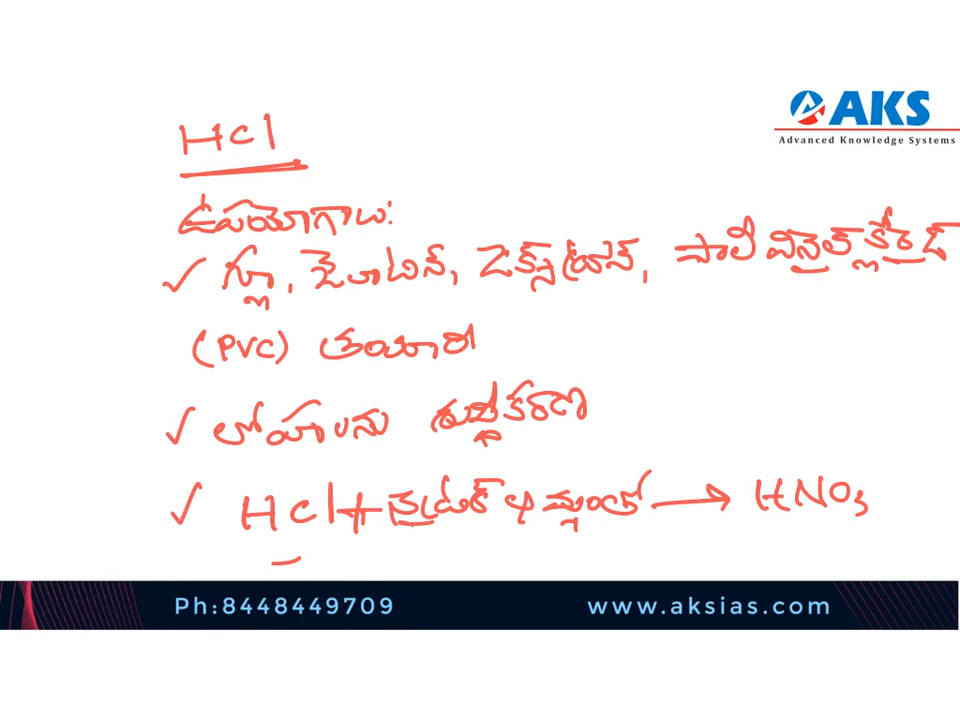 AKS
Advanced Knowledge Systems
HCl
ఉపయోగాలు:
✓ గ్లూ, జెలాటిన్, డెక్స్ట్రోస్, పాలీ వినైల్ క్లోరైడ్
(PVC) తయారీ
✓ లోహాలను శుద్ధికరణ
✓ HCl + నైట్రిక్ ఆమ్లంతో → HNO3
Ph:8448449709
www.aksias.com